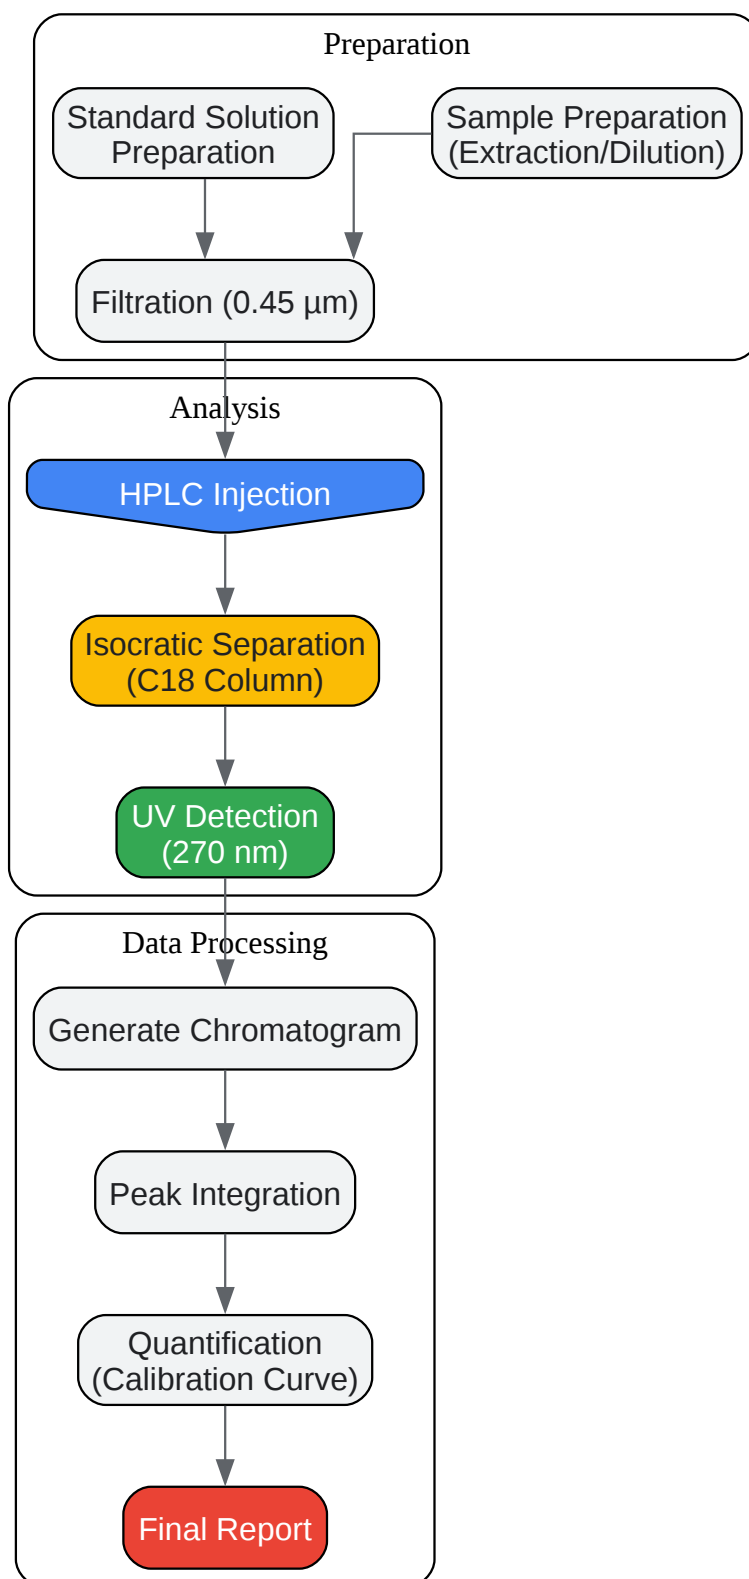 Preparation
Standard Solution
Preparation
Sample Preparation
(Extraction/Dilution)
Filtration (0.45 µm)
Analysis
HPLC Injection
Isocratic Separation
(C18 Column)
UV Detection
(270 nm)
Data Processing
Generate Chromatogram
Peak Integration
Quantification
(Calibration Curve)
Final Report